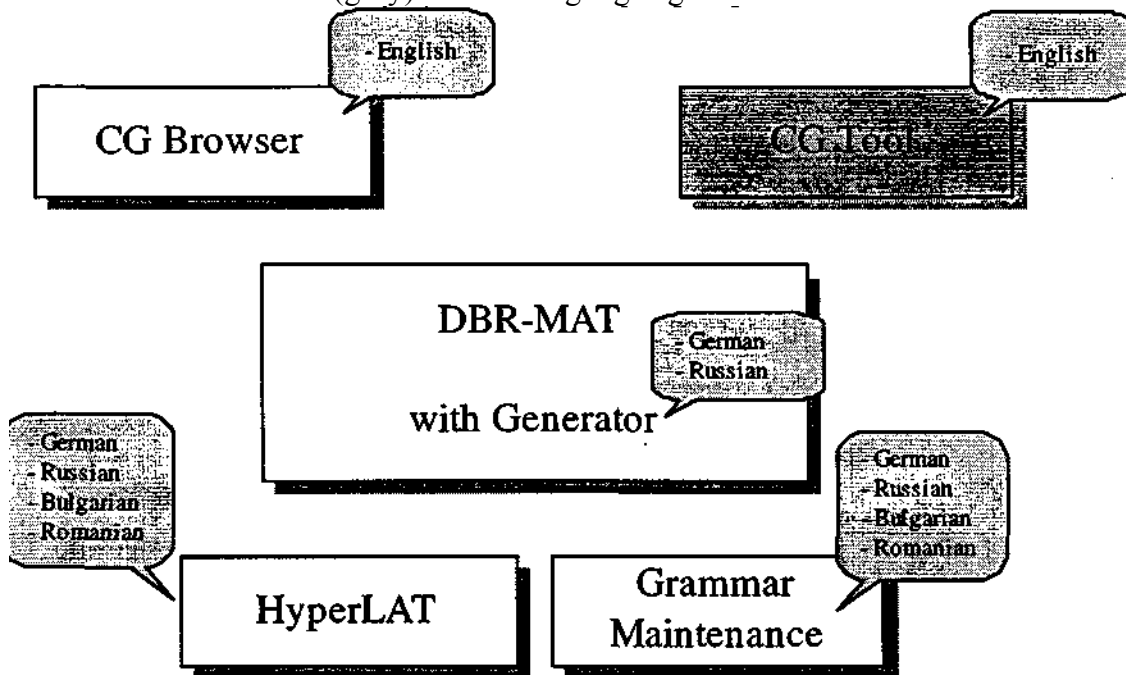 - English
- English
CG Browser
CG Tool
DBR-MAT
- German
- Russian
with Generator
- German
- Russian
- Bulgarian
- Romanian
- German
- Russian
- Bulgarian
- Romanian
HyperLAT
Grammar
Maintenance